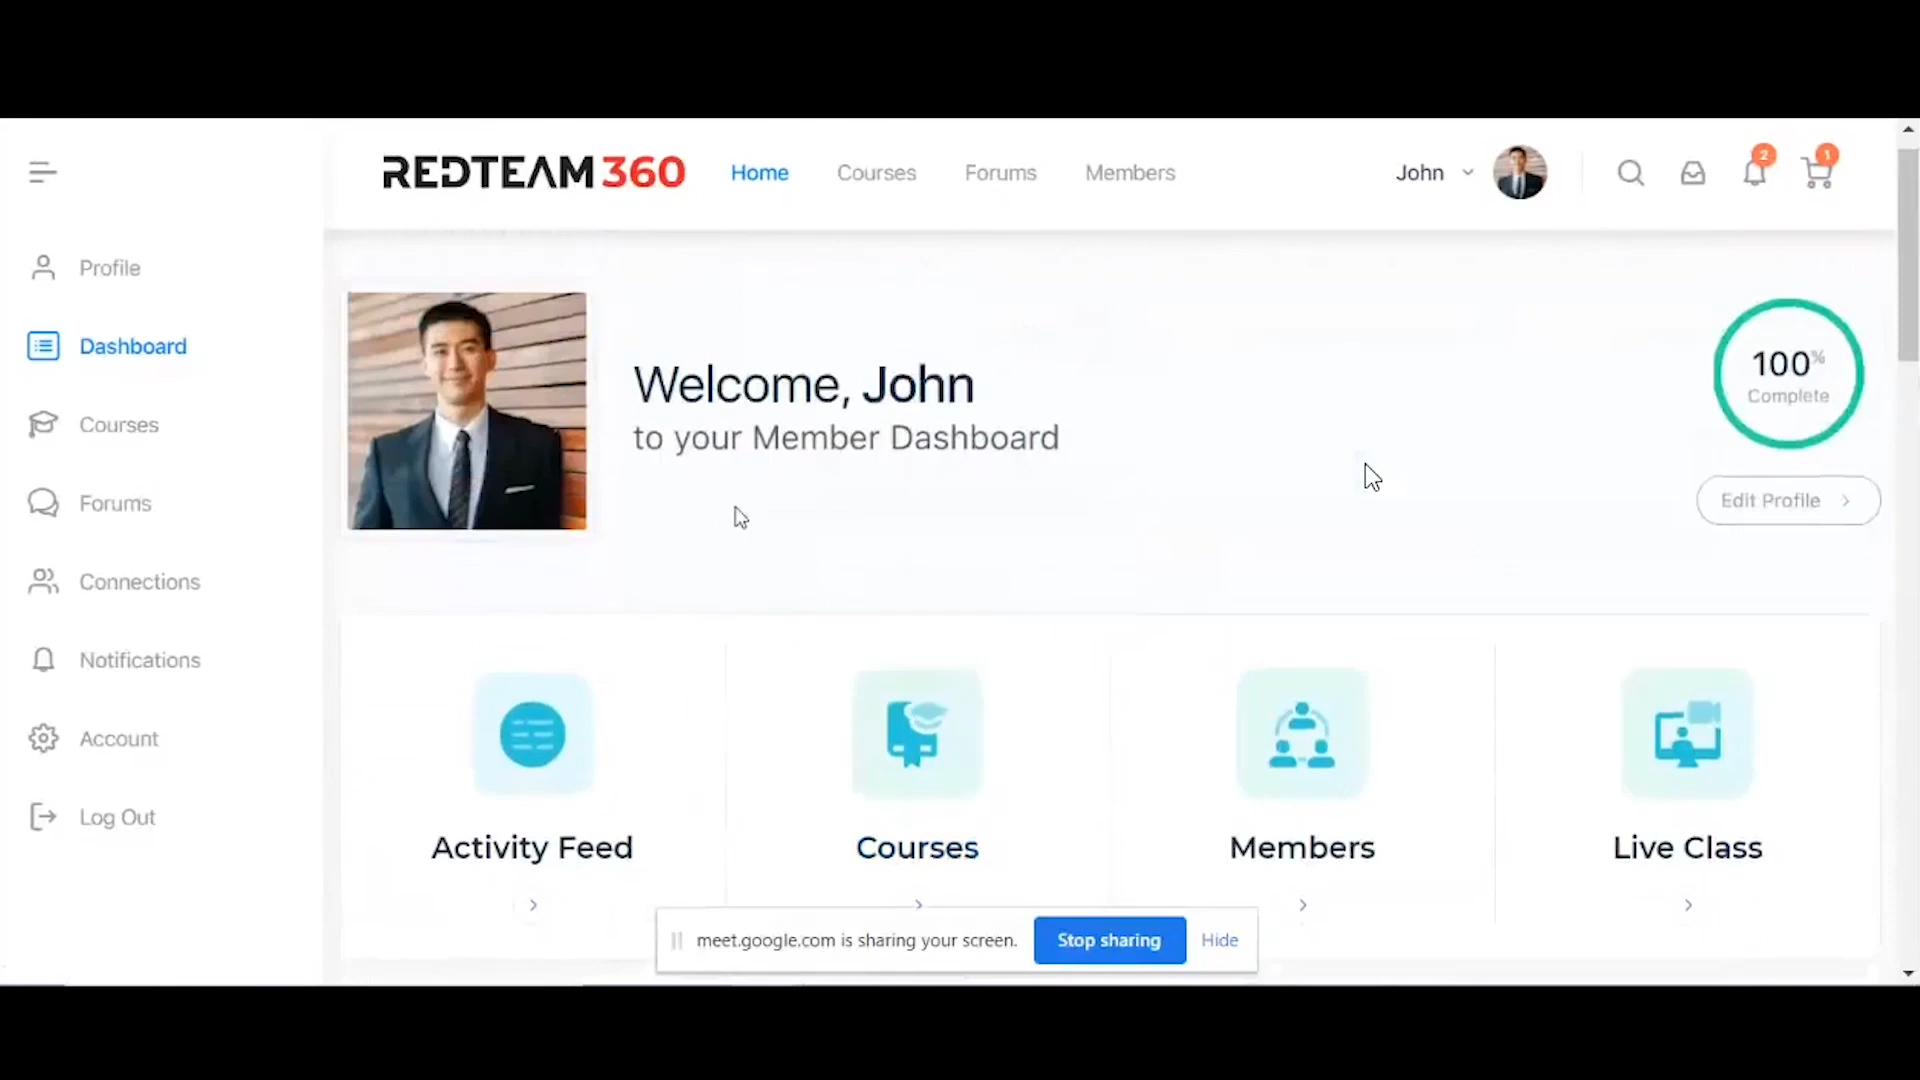 REDTEAM 360
Home
Courses
Forums
Members
John
2
1
Profile
Dashboard
Courses
Forums
Connections
Notifications
Account
Log Out
Welcome, John
to your Member Dashboard
100%
Complete
Edit Profile
Activity Feed
Courses
Members
Live Class
meet.google.com is sharing your screen.
Stop sharing
Hide